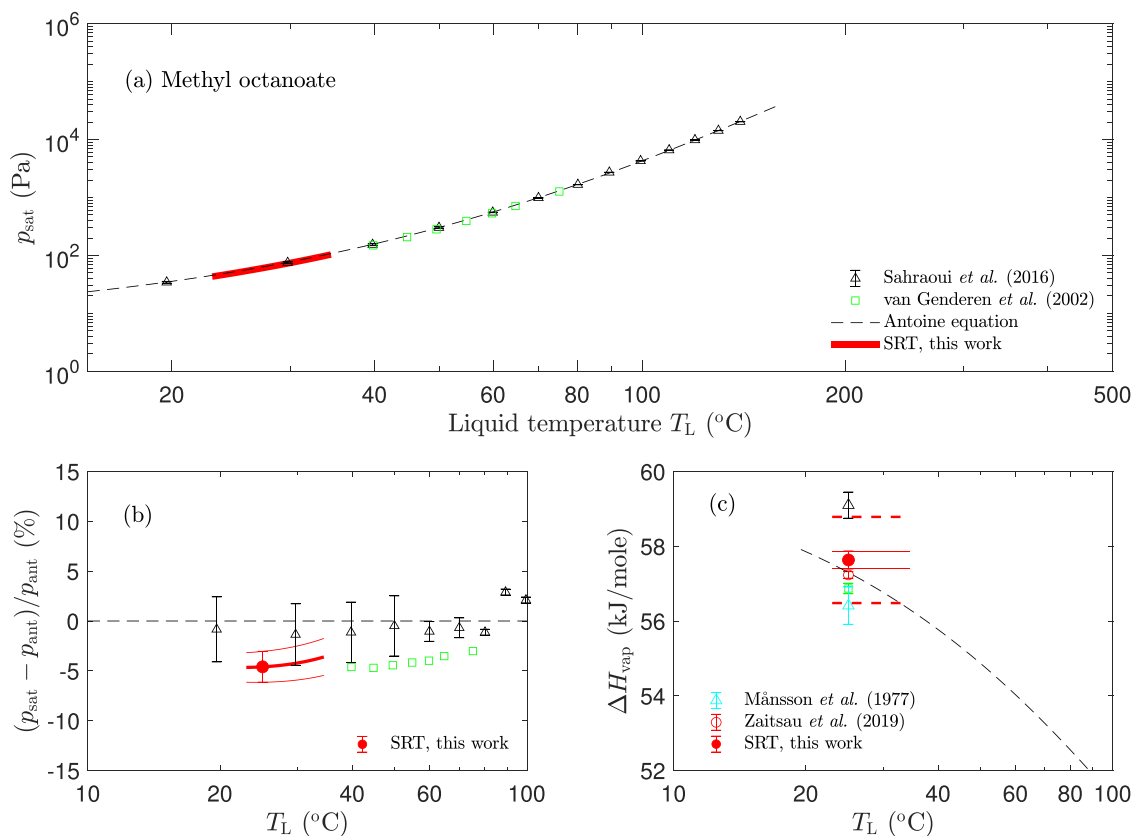 (a) Methyl octanoate
p_sat (Pa)
10^6
10^4
10^2
10^0
Sahraoui et al. (2016)
van Genderen et al. (2002)
Antoine equation
SRT, this work
20 40 60 80 100 200 500
Liquid temperature T_L (°C)
(b)
(p_sat − p_ant)/p_ant (%)
15
10
5
0
-5
-10
-15
SRT, this work
10 20 40 60 100
T_L (°C)
(c)
ΔH_vap (kJ/mole)
60
58
56
54
52
Månsson et al. (1977)
Zaitsau et al. (2019)
SRT, this work
10 20 40 60 80 100
T_L (°C)